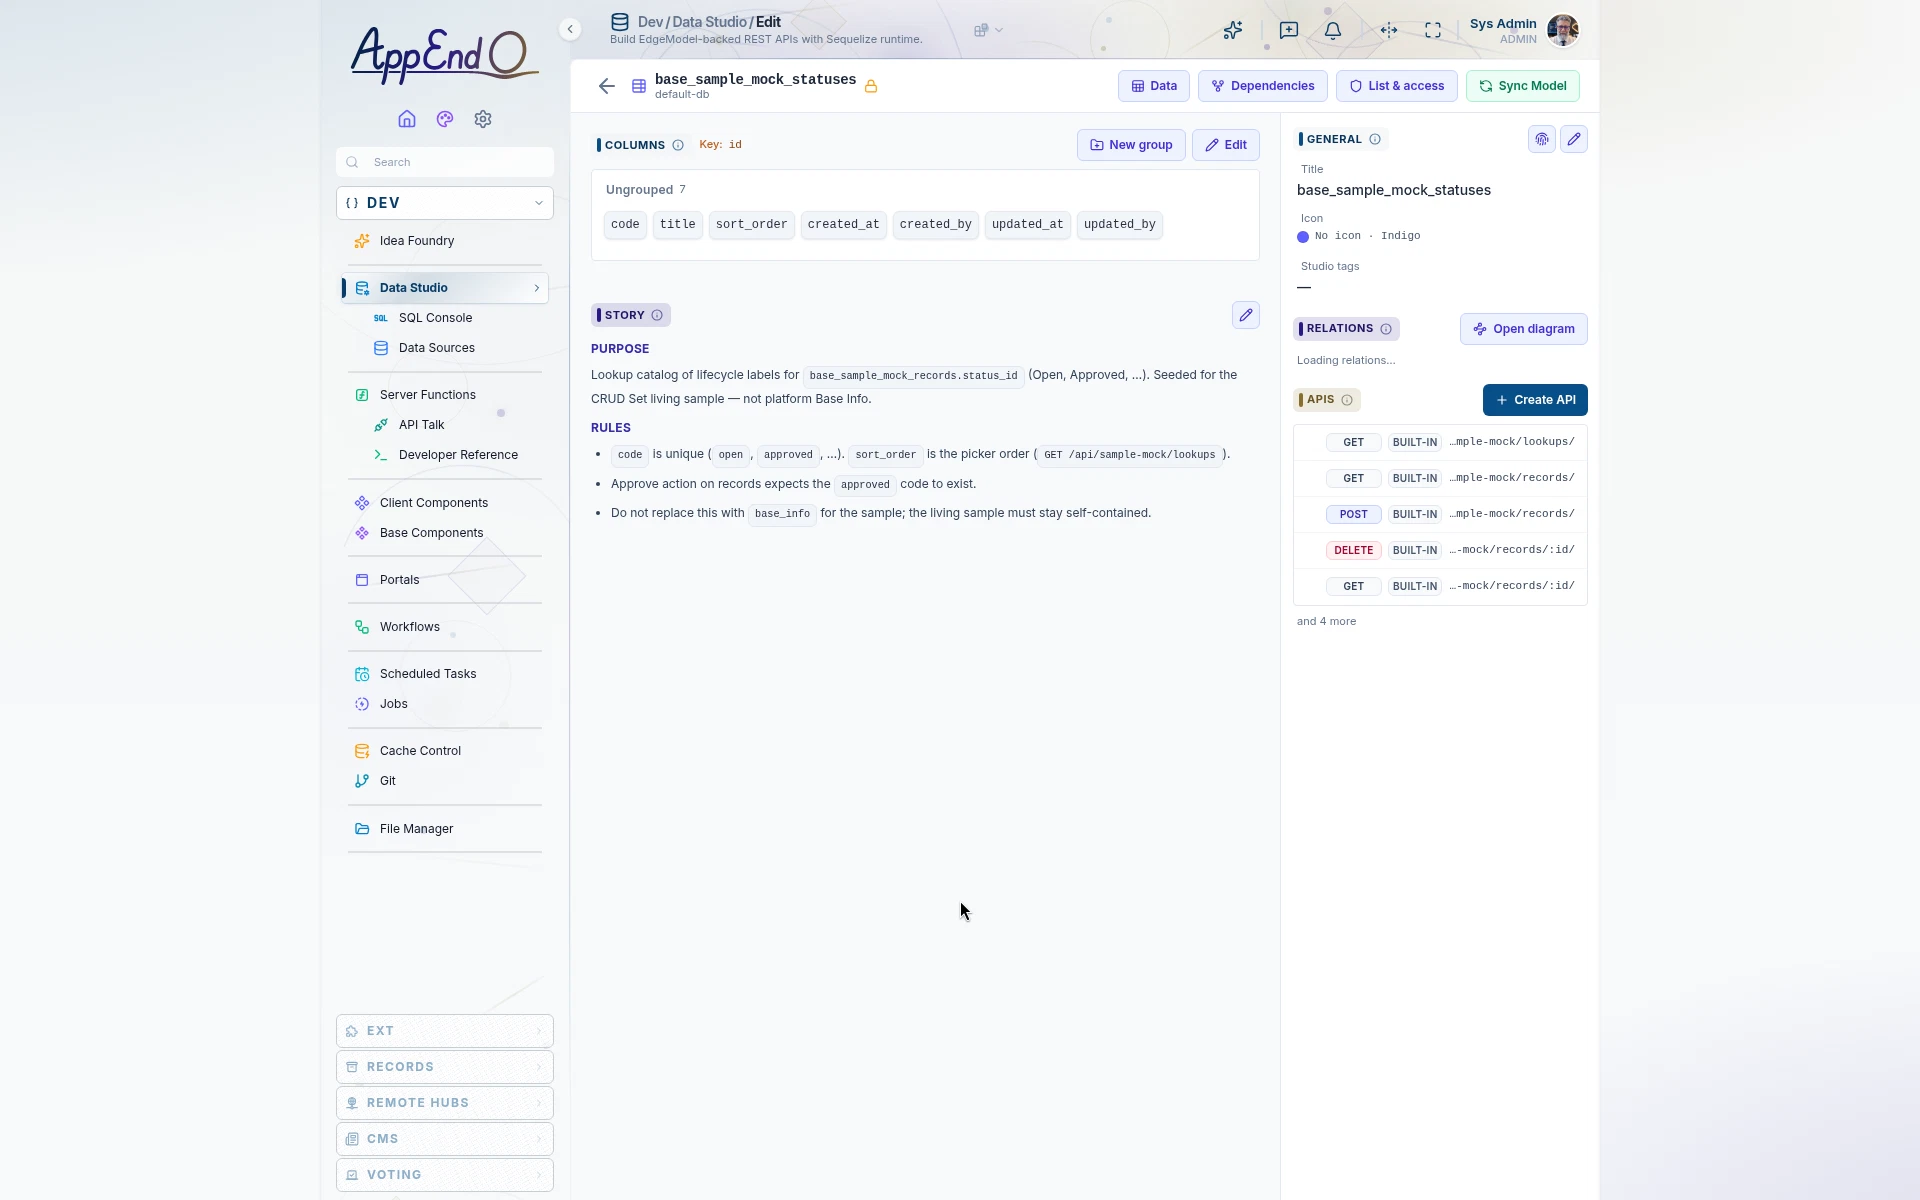 AppEndO
Search
DEV
Idea Foundry
Data Studio
SQL Console
Data Sources
Server Functions
API Talk
Developer Reference
Client Components
Base Components
Portals
Workflows
Scheduled Tasks
Jobs
Cache Control
Git
File Manager
EXT
RECORDS
REMOTE HUBS
CMS
VOTING
Dev / Data Studio / Edit
Build EdgeModel-backed REST APIs with Sequelize runtime.
Sys Admin
ADMIN
base_sample_mock_statuses
default-db
Data
Dependencies
List & access
Sync Model
COLUMNS Key: id
New group
Edit
Ungrouped 7
code title sort_order created_at created_by updated_at updated_by
STORY
PURPOSE
Lookup catalog of lifecycle labels for base_sample_mock_records.status_id (Open, Approved, …). Seeded for the
CRUD Set living sample — not platform Base Info.
RULES
• code is unique ( open , approved , …). sort_order is the picker order ( GET /api/sample-mock/lookups ).
• Approve action on records expects the approved code to exist.
• Do not replace this with base_info for the sample; the living sample must stay self-contained.
GENERAL
Title
base_sample_mock_statuses
Icon
No icon · Indigo
Studio tags
—
RELATIONS
Open diagram
Loading relations…
APIS
Create API
GET BUILT-IN …mple-mock/lookups/
GET BUILT-IN …mple-mock/records/
POST BUILT-IN …mple-mock/records/
DELETE BUILT-IN …-mock/records/:id/
GET BUILT-IN …-mock/records/:id/
and 4 more